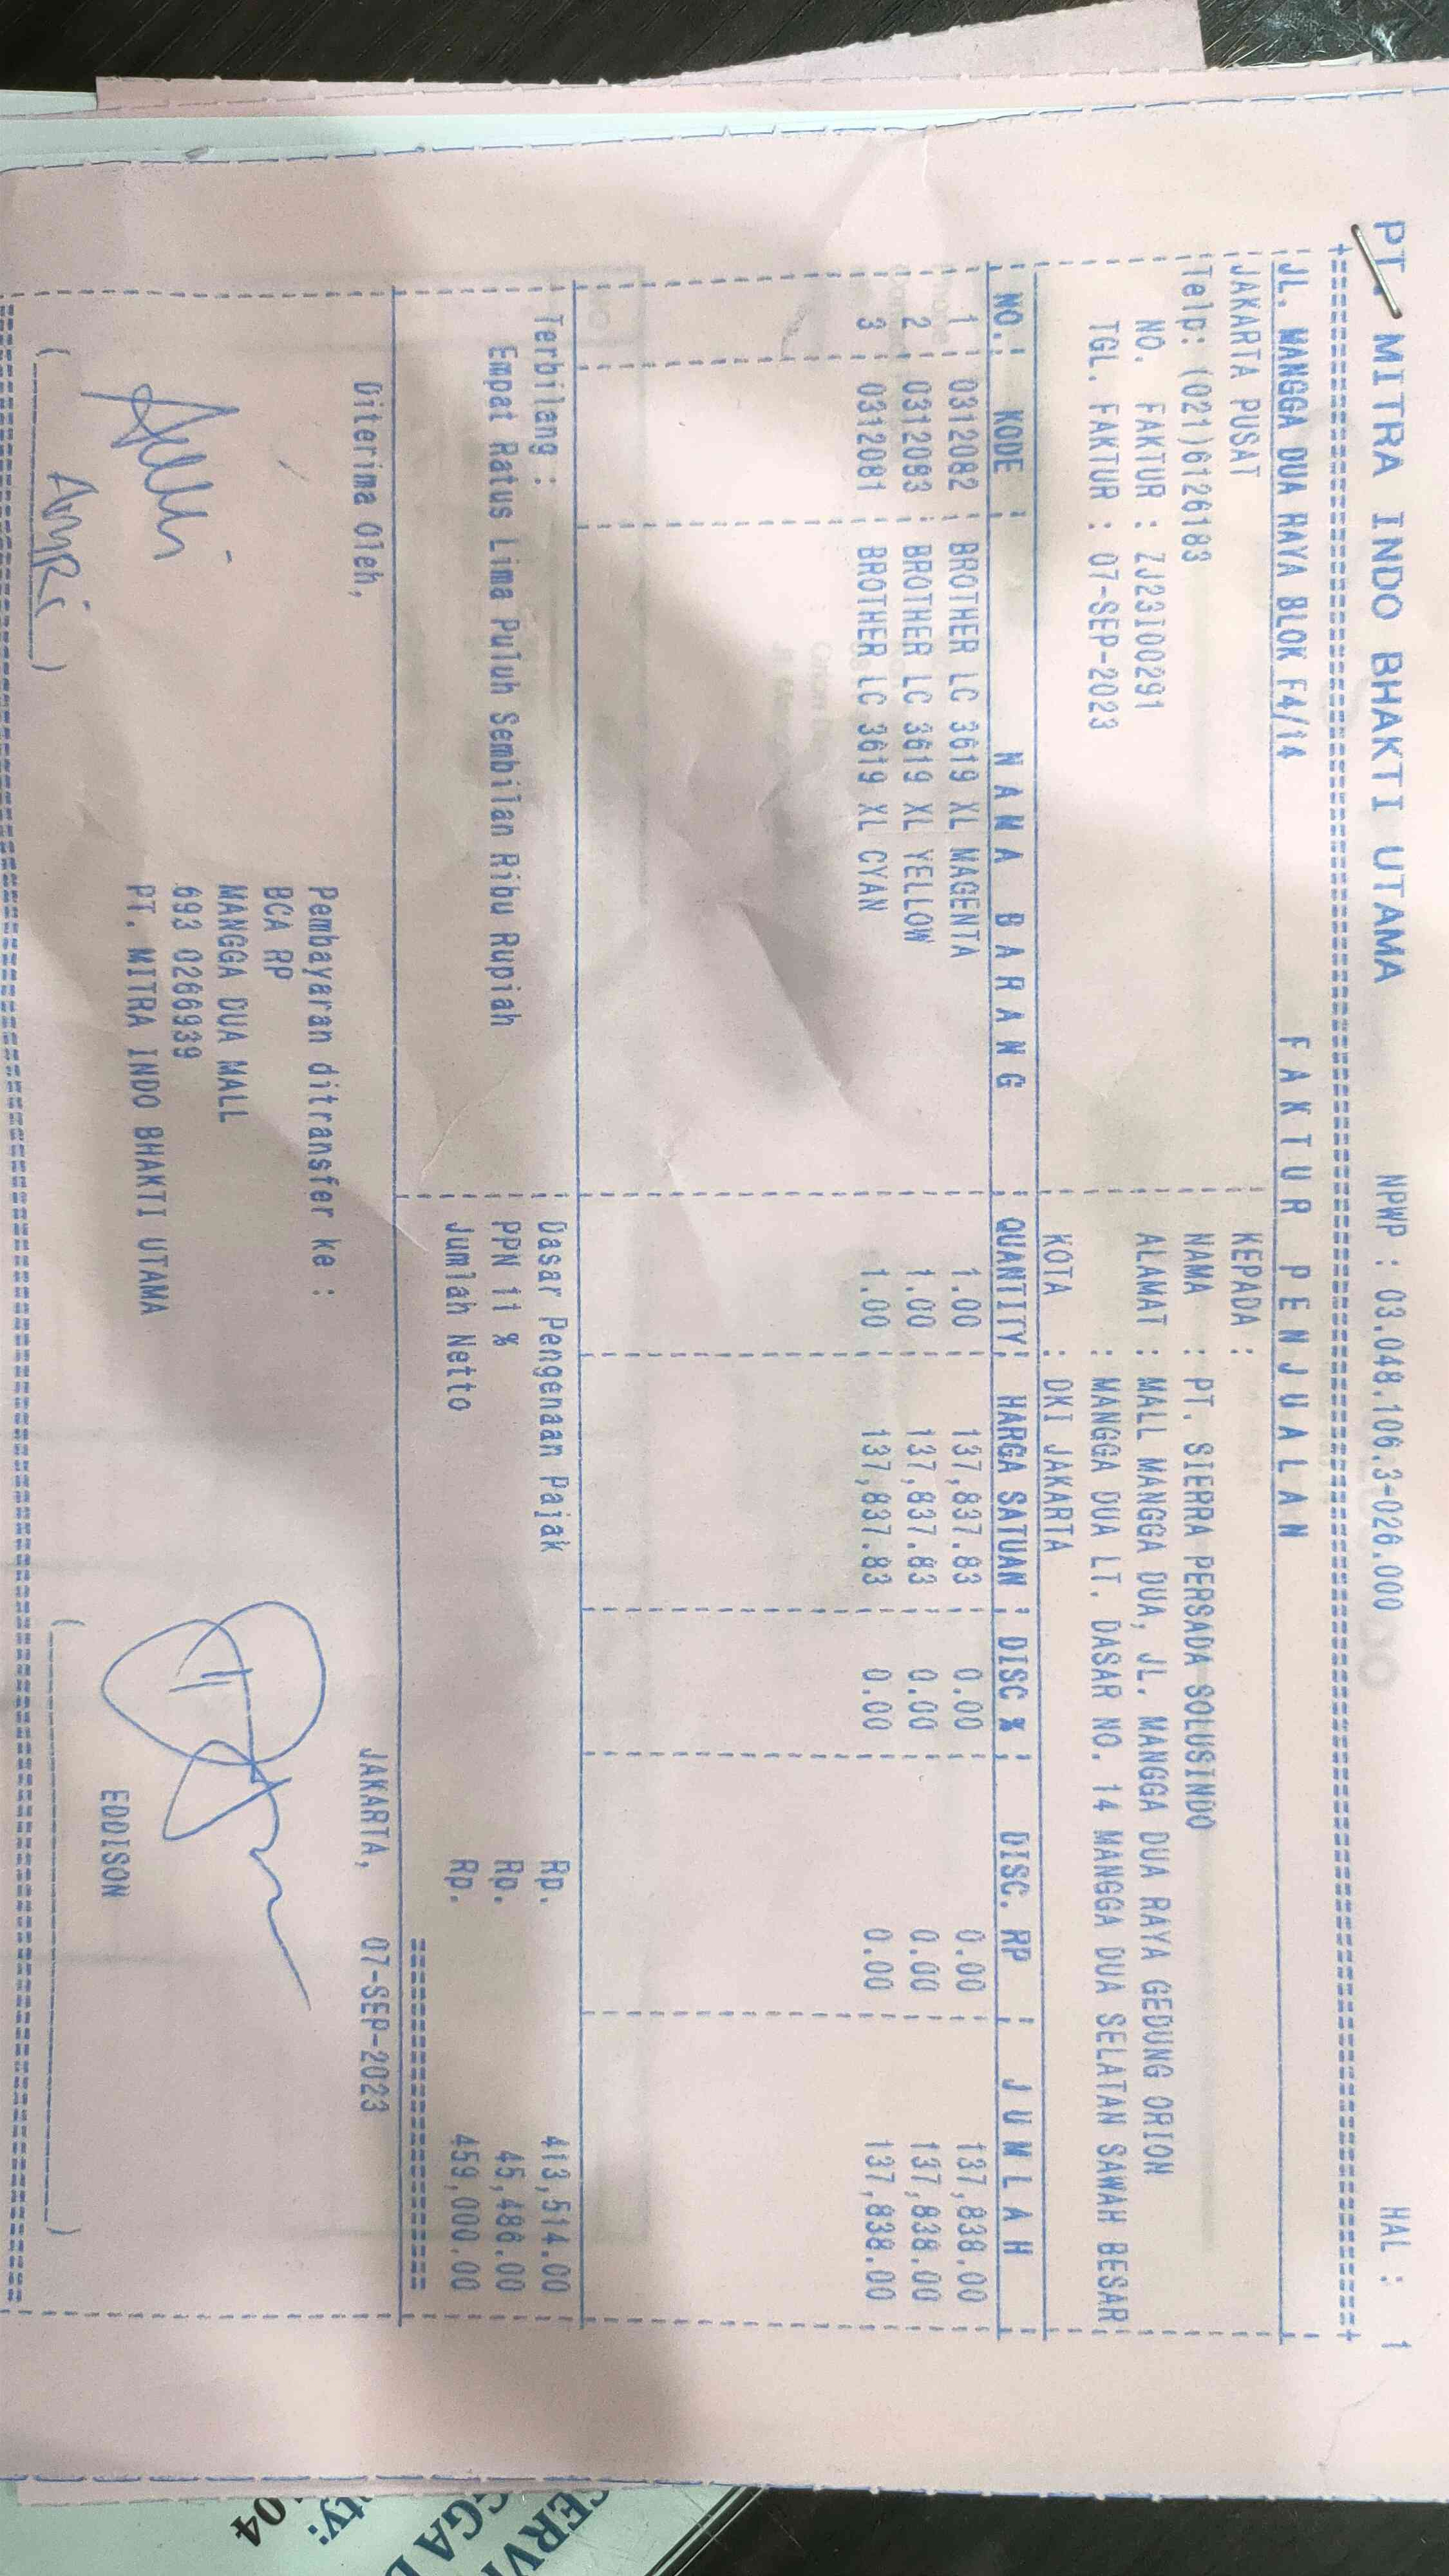 PT. MITRA INDO BHAKTI UTAMA NPWP : 03.048.106.3-026.000 HAL : 1
JL. MANGGA DUA RAYA BLOK F4/14 F A K T U R P E N J U A L A N
JAKARTA PUSAT KEPADA :
Telp: (021)6126183 NAMA : PT. SIERRA PERSADA SOLUSINDO
NO. FAKTUR : ZJ23I00291 ALAMAT : MALL MANGGA DUA, JL. MANGGA DUA RAYA GEDUNG ORION
TGL. FAKTUR : 07-SEP-2023 : MANGGA DUA LT. DASAR NO. 14 MANGGA DUA SELATAN SAWAH BESAR
KOTA : DKI JAKARTA
NO. KODE N A M A B A R A N G QUANTITY HARGA SATUAN DISC % DISC. RP J U M L A H
1 0312082 BROTHER LC 3619 XL MAGENTA 1.00 137,837.83 0.00 0.00 137,838.00
2 0312083 BROTHER LC 3619 XL YELLOW 1.00 137,837.83 0.00 0.00 137,838.00
3 0312081 BROTHER LC 3619 XL CYAN 1.00 137,837.83 0.00 0.00 137,838.00
Terbilang : Dasar Pengenaan Pajak Rp. 413,514.00
Empat Ratus Lima Puluh Sembilan Ribu Rupiah PPN 11 % Rp. 45,486.00
Jumlah Netto Rp. 459,000.00
Diterima Oleh, JAKARTA, 07-SEP-2023
Pembayaran ditransfer ke :
BCA RP
MANGGA DUA MALL
693 0286939
PT. MITRA INDO BHAKTI UTAMA
EDDISON